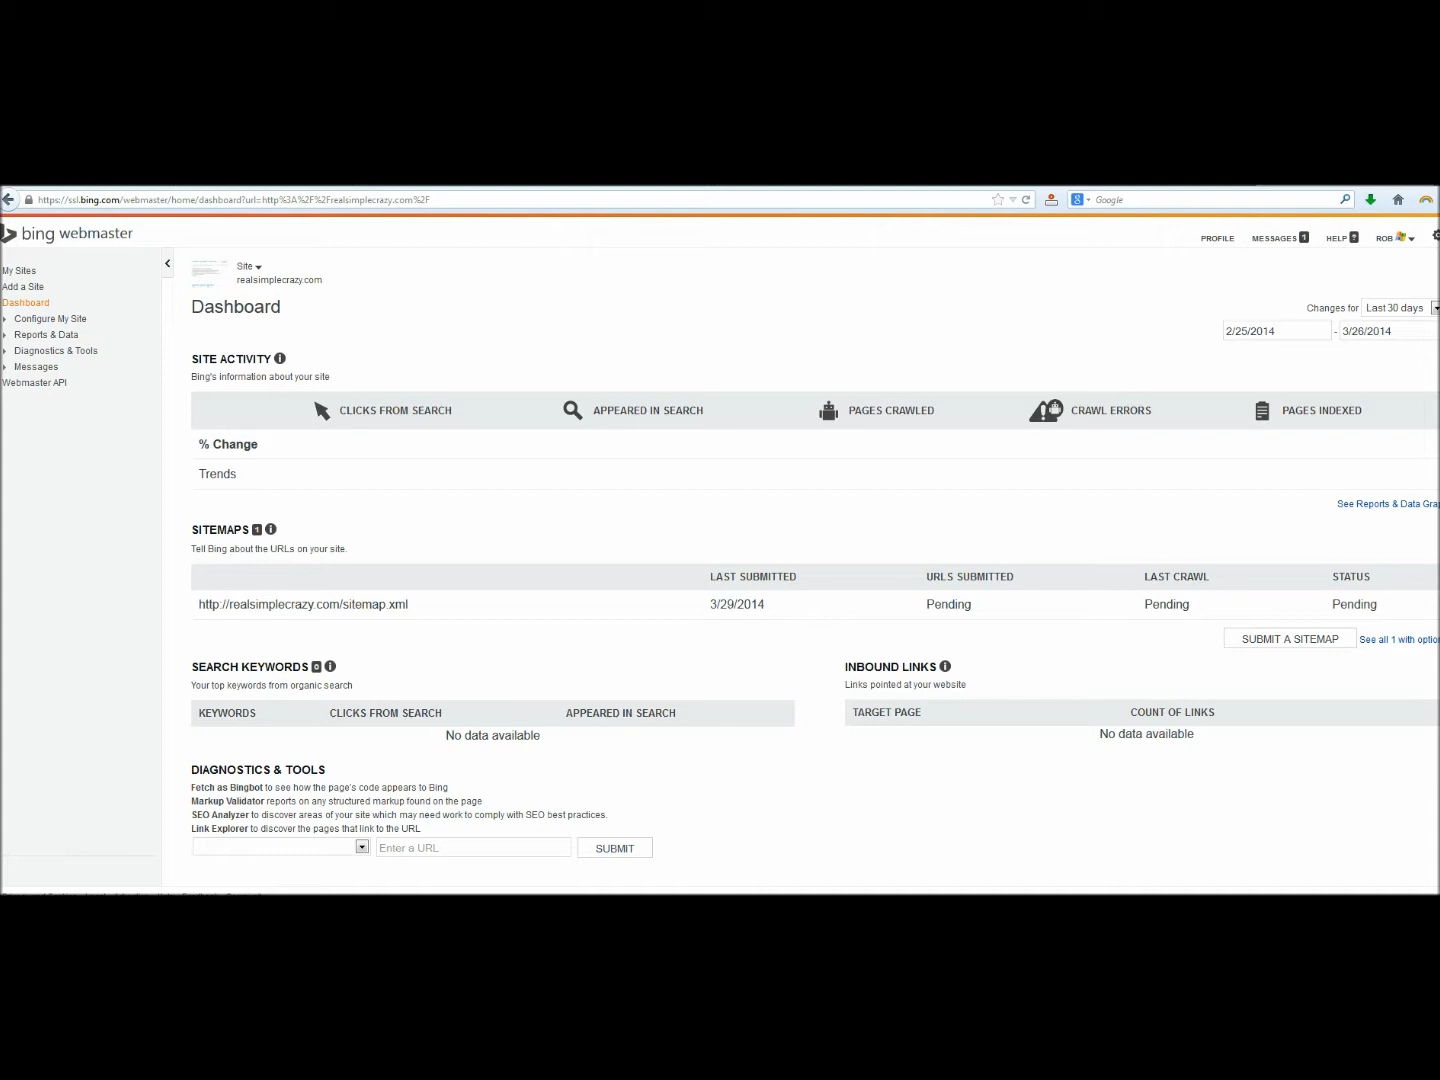 https://ssl.bing.com/webmaster/home/dashboard?url=http%3A%2F%2Frealsimplecrazy.com%2F
Google
bing webmaster
PROFILE MESSAGES 1 HELP ? ROB
My Sites
Add a Site
Dashboard
Configure My Site
Reports & Data
Diagnostics & Tools
Messages
Webmaster API
Site
realsimplecrazy.com
Dashboard
Changes for Last 30 days
2/25/2014 - 3/26/2014
SITE ACTIVITY
Bing's information about your site
CLICKS FROM SEARCH APPEARED IN SEARCH PAGES CRAWLED CRAWL ERRORS PAGES INDEXED
% Change
Trends
See Reports & Data Gra
SITEMAPS 1
Tell Bing about the URLs on your site.
LAST SUBMITTED URLS SUBMITTED LAST CRAWL STATUS
http://realsimplecrazy.com/sitemap.xml 3/29/2014 Pending Pending Pending
SUBMIT A SITEMAP See all 1 with optio
SEARCH KEYWORDS 0
Your top keywords from organic search
KEYWORDS CLICKS FROM SEARCH APPEARED IN SEARCH
No data available
INBOUND LINKS
Links pointed at your website
TARGET PAGE COUNT OF LINKS
No data available
DIAGNOSTICS & TOOLS
Fetch as Bingbot to see how the page's code appears to Bing
Markup Validator reports on any structured markup found on the page
SEO Analyzer to discover areas of your site which may need work to comply with SEO best practices.
Link Explorer to discover the pages that link to the URL
Enter a URL SUBMIT